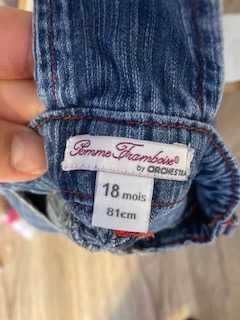 Pomme Framboise®
by ORCHESTRA
18 mois
81cm